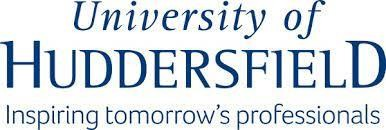 University of
HUDDERSFIELD
Inspiring tomorrow's professionals